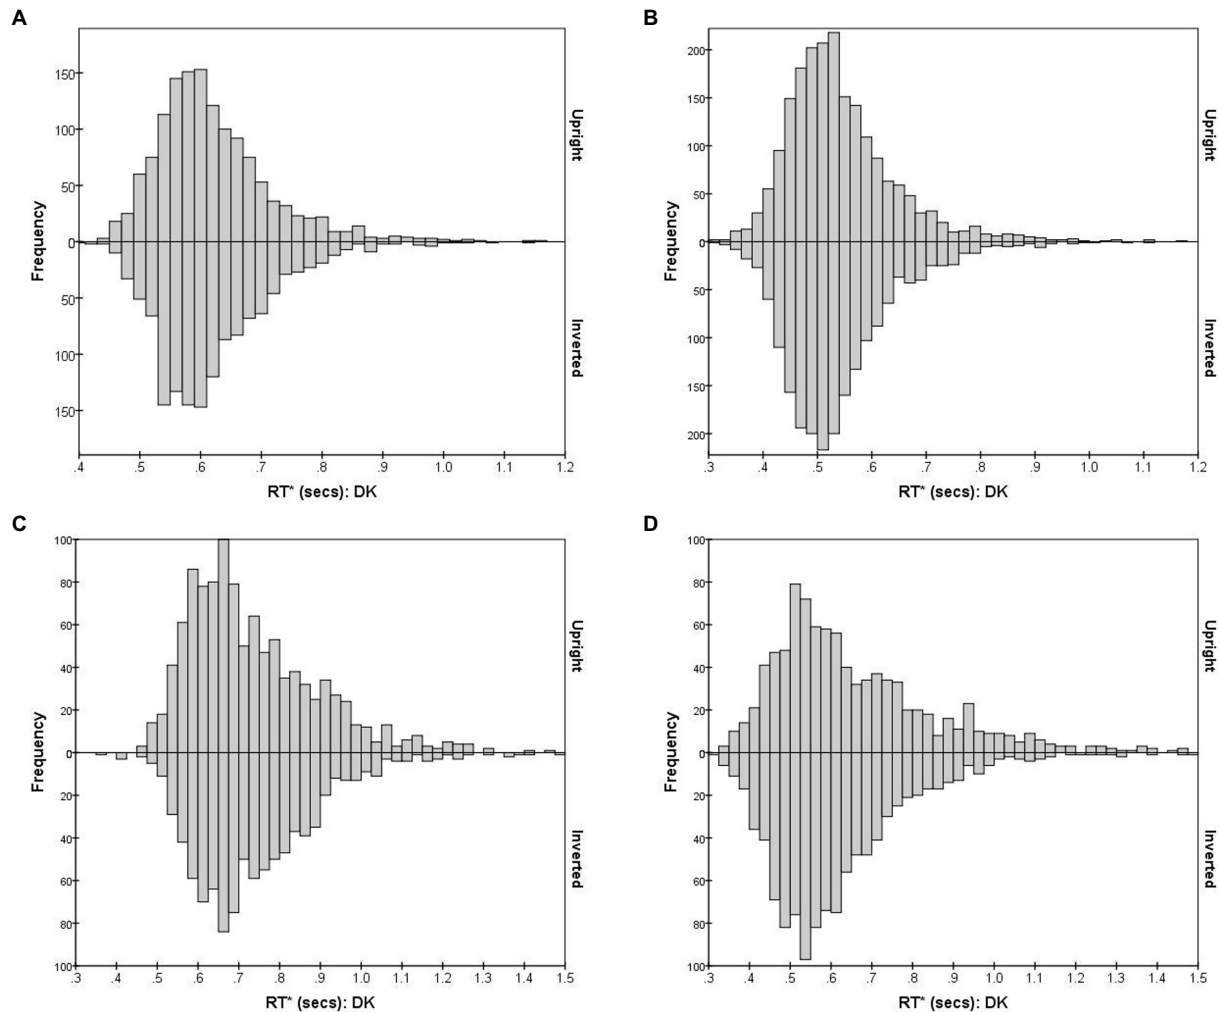 A
150
100
50
0
50
100
150
Frequency
Upright
Inverted
.4 .5 .6 .7 .8 .9 1.0 1.1 1.2
RT* (secs): DK
B
200
150
100
50
0
50
100
150
200
Frequency
Upright
Inverted
.3 .4 .5 .6 .7 .8 .9 1.0 1.1 1.2
RT* (secs): DK
C
100
80
60
40
20
0
20
40
60
80
100
Frequency
Upright
Inverted
.3 .4 .5 .6 .7 .8 .9 1.0 1.1 1.2 1.3 1.4 1.5
RT* (secs): DK
D
100
80
60
40
20
0
20
40
60
80
100
Frequency
Upright
Inverted
.3 .4 .5 .6 .7 .8 .9 1.0 1.1 1.2 1.3 1.4 1.5
RT* (secs): DK